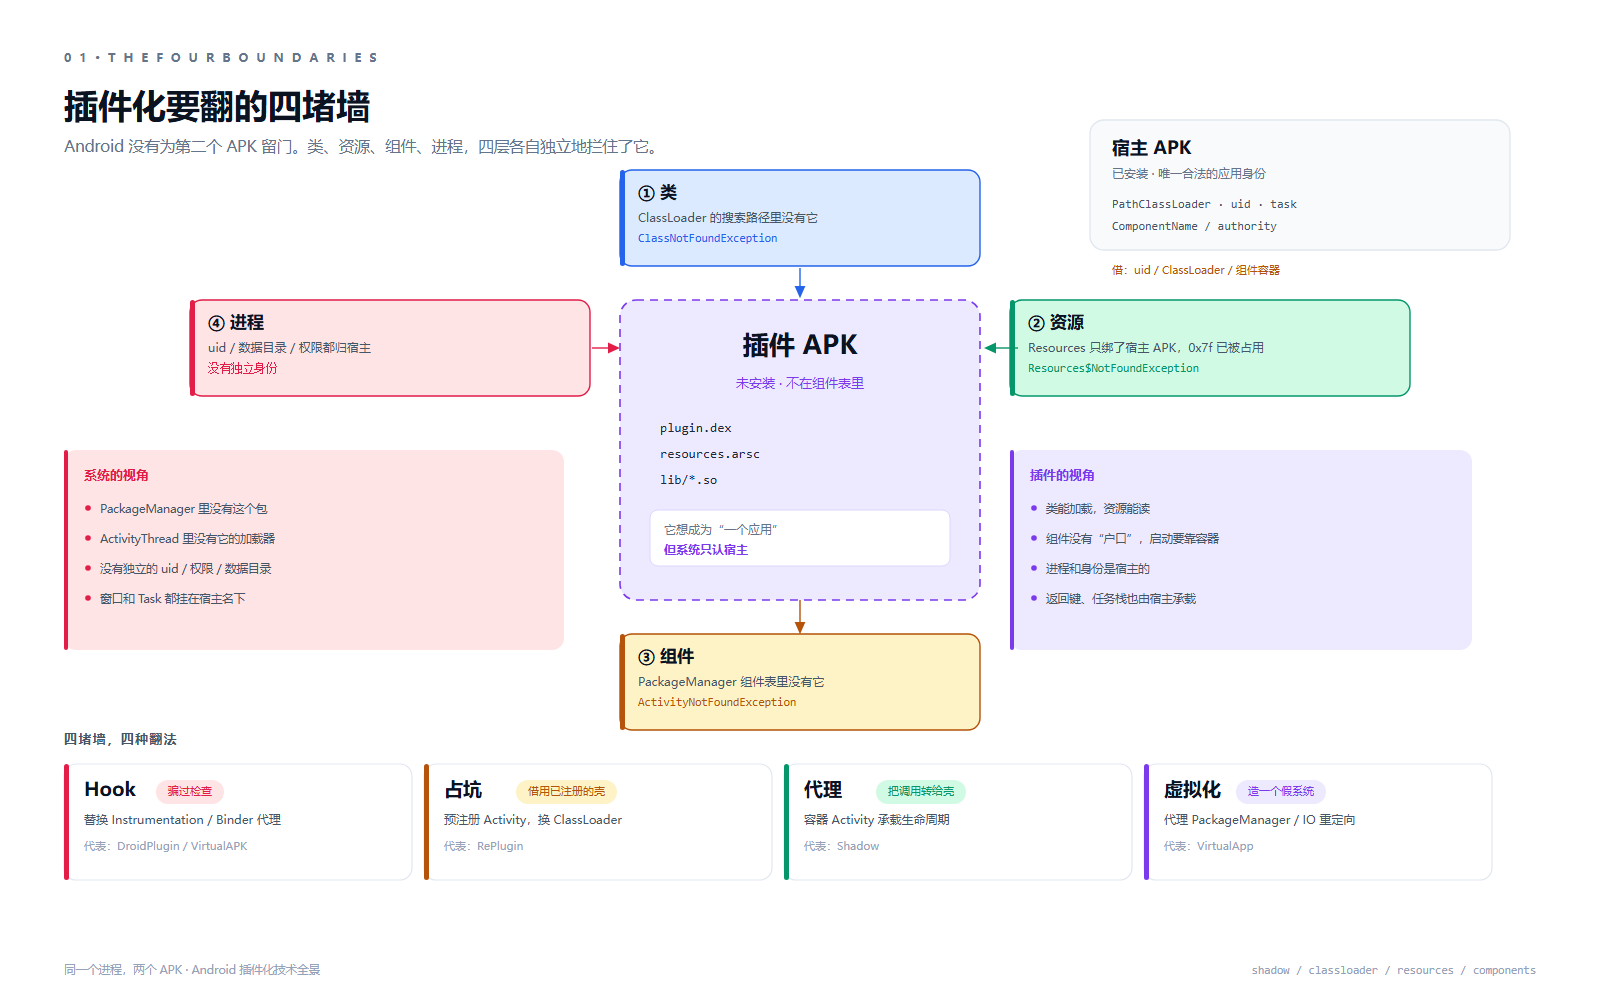 01·THEFOURBOUNDARIES
插件化要翻的四堵墙
Android 没有为第二个 APK 留门。类、资源、组件、进程，四层各自独立地拦住了它。
宿主 APK
已安装 · 唯一合法的应用身份
PathClassLoader · uid · task
ComponentName / authority
借：uid / ClassLoader / 组件容器
① 类
ClassLoader 的搜索路径里没有它
ClassNotFoundException
④ 进程
uid / 数据目录 / 权限都归宿主
没有独立身份
② 资源
Resources 只绑了宿主 APK，0x7f 已被占用
Resources$NotFoundException
插件 APK
未安装 · 不在组件表里
plugin.dex
resources.arsc
lib/*.so
它想成为“一个应用”
但系统只认宿主
系统的视角
PackageManager 里没有这个包
ActivityThread 里没有它的加载器
没有独立的 uid / 权限 / 数据目录
窗口和 Task 都挂在宿主名下
插件的视角
类能加载，资源能读
组件没有“户口”，启动要靠容器
进程和身份是宿主的
返回键、任务栈也由宿主承载
③ 组件
PackageManager 组件表里没有它
ActivityNotFoundException
四堵墙，四种翻法
Hook 骗过检查
替换 Instrumentation / Binder 代理
代表：DroidPlugin / VirtualAPK
占坑 借用已注册的壳
预注册 Activity，换 ClassLoader
代表：RePlugin
代理 把调用转给壳
容器 Activity 承载生命周期
代表：Shadow
虚拟化 造一个假系统
代理 PackageManager / IO 重定向
代表：VirtualApp
同一个进程，两个 APK · Android 插件化技术全景
shadow / classloader / resources / components